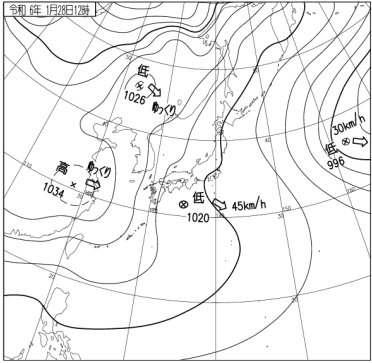 令和 6年 1月28日12時
低
1026
ゆっくり
30km/h
低
996
高
ゆっくり
1034
低
1020
45km/h